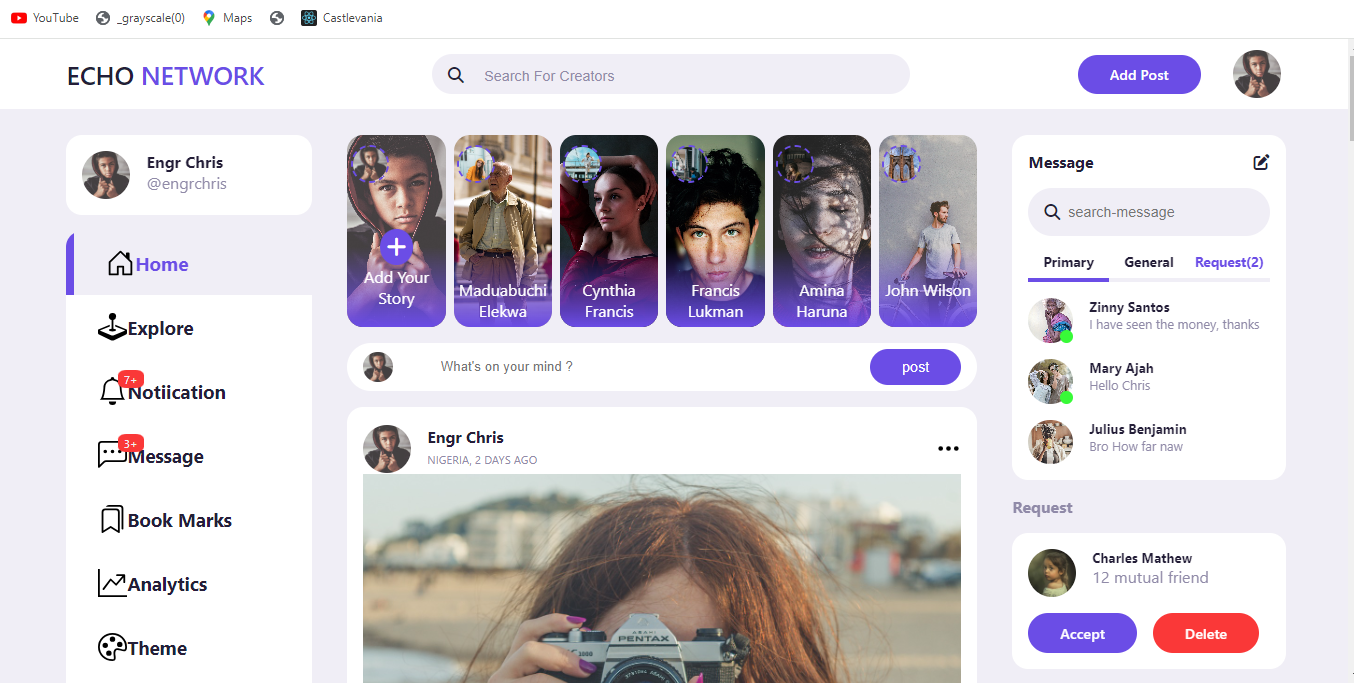 YouTube
_grayscale(0)
Maps
Castlevania
ECHO NETWORK
Search For Creators
Add Post
Engr Chris
@engrchris
Home
Explore
7+
Notiication
3+
Message
Book Marks
Analytics
Theme
Add Your
Story
Maduabuchi
Elekwa
Cynthia
Francis
Francis
Lukman
Amina
Haruna
John Wilson
What's on your mind ?
post
Engr Chris
NIGERIA, 2 DAYS AGO
ASAHI
PENTAX
1000
Message
search-message
Primary General Request(2)
Zinny Santos
I have seen the money, thanks
Mary Ajah
Hello Chris
Julius Benjamin
Bro How far naw
Request
Charles Mathew
12 mutual friend
Accept
Delete